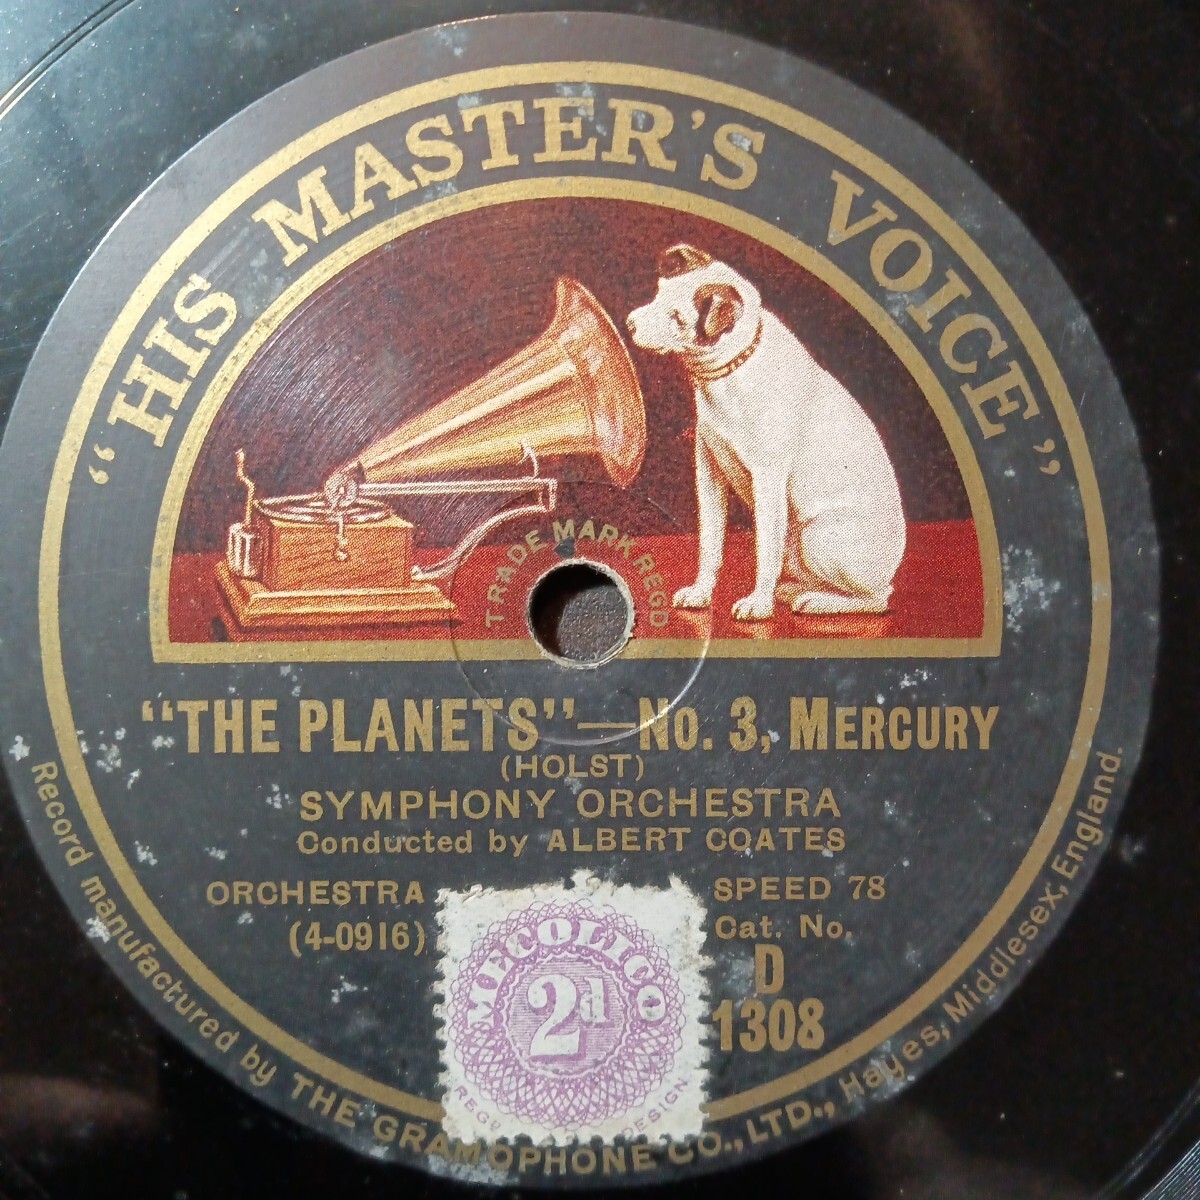 "HIS MASTER'S VOICE"
TRADE MARK REGD
"THE PLANETS"—No. 3, MERCURY
(HOLST)
SYMPHONY ORCHESTRA
Conducted by ALBERT COATES
ORCHESTRA SPEED 78
(4-0916) Cat. No.
D
1308
MECOLICO
2d
REGD DESIGN
Record manufactured by THE GRAMOPHONE CO., LTD., Hayes, Middlesex, England.